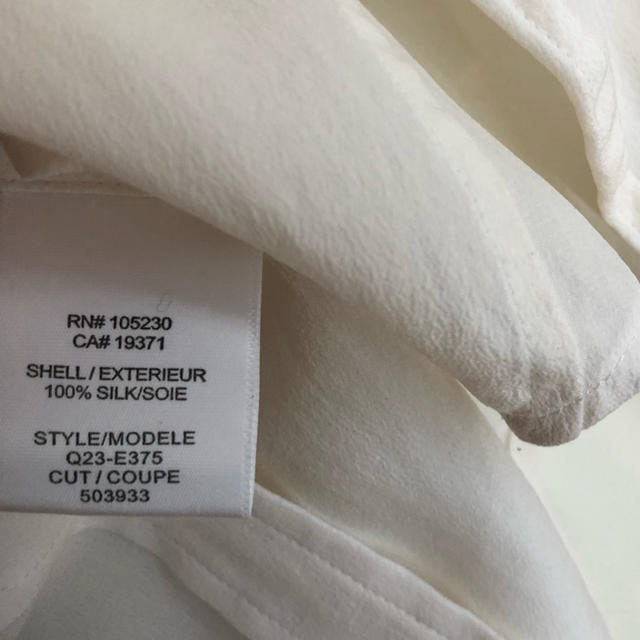 RN# 105230
CA# 19371
SHELL / EXTERIEUR
100% SILK/SOIE
STYLE/MODELE
Q23-E375
CUT / COUPE
503933